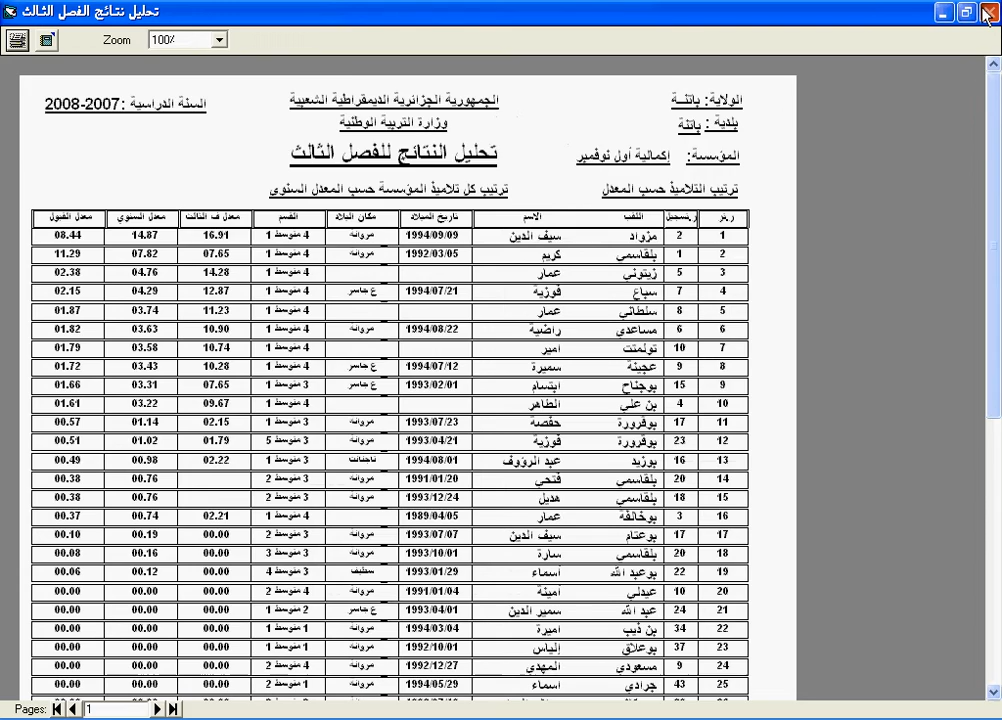 تحليل نتائج الفصل الثالث
Zoom 100%
الولاية: باتنة
الجمهورية الجزائرية الديمقراطية الشعبية
السنة الدراسية :2007-2008
بلدية : باتنة
وزارة التربية الوطنية
المؤسسة: إكمالية أول نوفمبر
تحليل النتائج للفصل الثالث
ترتيب التلاميذ حسب المعدل
ترتيب كل تلاميذ المؤسسة حسب المعدل السنوي
اللقب الاسم تاريخ الميلاد مكان الميلاد القسم معدل ف الثالث معدل السنوي معدل القبول
1 2 مزواد سيف الدين 1994/09/09 مروانة 4 متوسط 1 16.91 14.87 08.44
2 1 بلقاسمي كريم 1992/03/05 مروانة 4 متوسط 1 07.65 07.82 11.29
3 5 زيتوني عمار 4 متوسط 1 14.28 04.76 02.38
4 7 سباع فوزية 1994/07/21 ع جاسر 4 متوسط 1 12.87 04.29 02.15
5 8 سلطاني عمار 4 متوسط 1 11.23 03.74 01.87
6 6 مساعدي راضية 1994/08/22 مروانة 4 متوسط 1 10.90 03.63 01.82
7 10 تولمتت امير 4 متوسط 1 10.74 03.58 01.79
8 9 عجينة سميرة 1994/07/12 ع جاسر 4 متوسط 1 10.28 03.43 01.72
9 15 بوجناح ابتسام 1993/02/01 ع جاسر 3 متوسط 1 07.65 03.31 01.66
10 4 بن علي الطاهر 4 متوسط 1 09.67 03.22 01.61
11 17 بوقرورة حفصة 1993/07/23 مروانة 3 متوسط 1 02.15 01.14 00.57
12 23 بوقرورة فوزية 1993/04/21 مروانة 3 متوسط 5 01.79 01.02 00.51
13 16 بوزيد عبد الرؤوف 1994/08/01 تاجنانت 3 متوسط 1 02.22 00.98 00.49
14 20 بلقاسمي فتحي 1991/01/20 مروانة 3 متوسط 2 00.76 00.38
15 18 بلقاسمي هديل 1993/12/24 مروانة 3 متوسط 2 00.76 00.38
16 3 بوخالفة عمار 1989/04/05 مروانة 4 متوسط 1 02.21 00.74 00.37
17 17 بوعتام سيف الدين 1993/07/07 مروانة 3 متوسط 2 00.00 00.19 00.10
18 20 بلقاسمي سارة 1993/10/01 مروانة 3 متوسط 3 00.00 00.16 00.08
19 22 بوعبد الله أسماء 1993/01/29 سطيف 3 متوسط 4 00.00 00.12 00.06
20 10 عيدلي أمينة 1991/01/04 مروانة 4 متوسط 2 00.00 00.00 00.00
21 24 عبد الله سمير الدين 1993/04/01 ع جاسر 2 متوسط 1 00.00 00.00 00.00
22 34 بن ذيب اميرة 1994/03/04 مروانة 1 متوسط 1 00.00 00.00 00.00
23 37 بوعلاق إلياس 1992/10/01 مروانة 1 متوسط 1 00.00 00.00 00.00
24 9 مسعودي المهدي 1992/12/27 مروانة 4 متوسط 2 00.00 00.00 00.00
25 43 جرادي اسماء 1994/05/29 مروانة 1 متوسط 2 00.00 00.00 00.00
Pages: 1